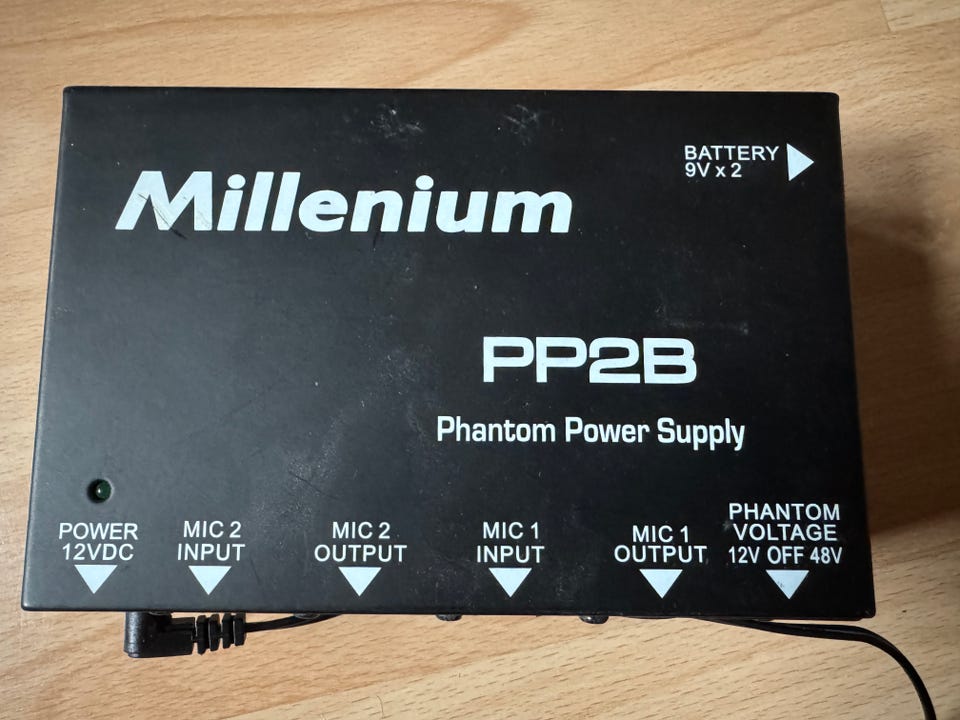 BATTERY
9V x 2
Millenium
PP2B
Phantom Power Supply
POWER
12VDC
MIC 2
INPUT
MIC 2
OUTPUT
MIC 1
INPUT
MIC 1
OUTPUT
PHANTOM
VOLTAGE
12V OFF 48V